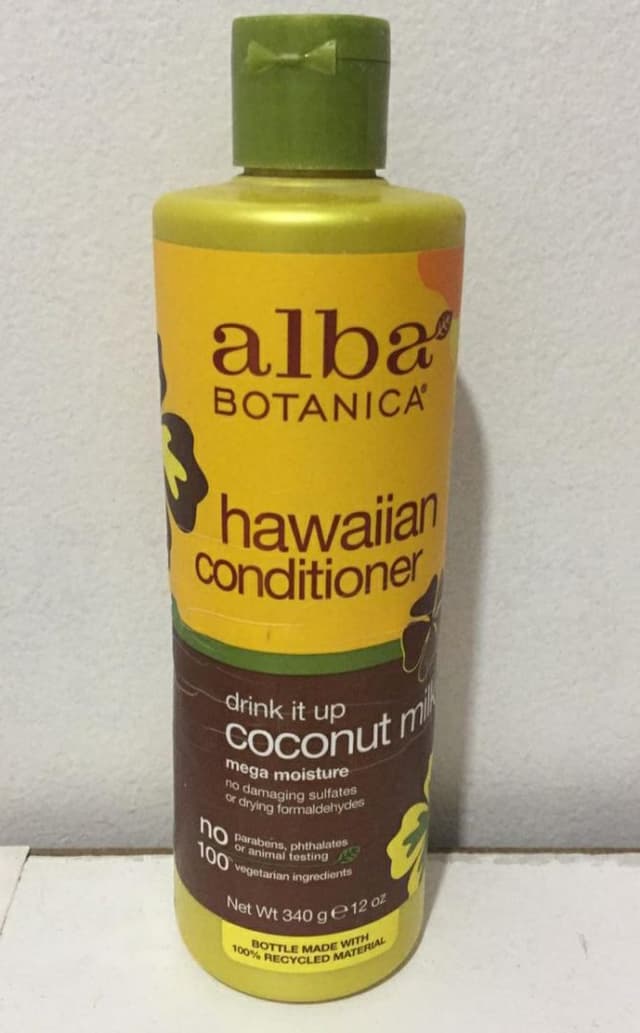 alba
BOTANICA®
hawaiian
conditioner
drink it up
coconut milk
mega moisture
no damaging sulfates
or drying formaldehydes
no parabens, phthalates
or animal testing
100% vegetarian ingredients
Net Wt 340 g ℮ 12 oz
BOTTLE MADE WITH
100% RECYCLED MATERIAL